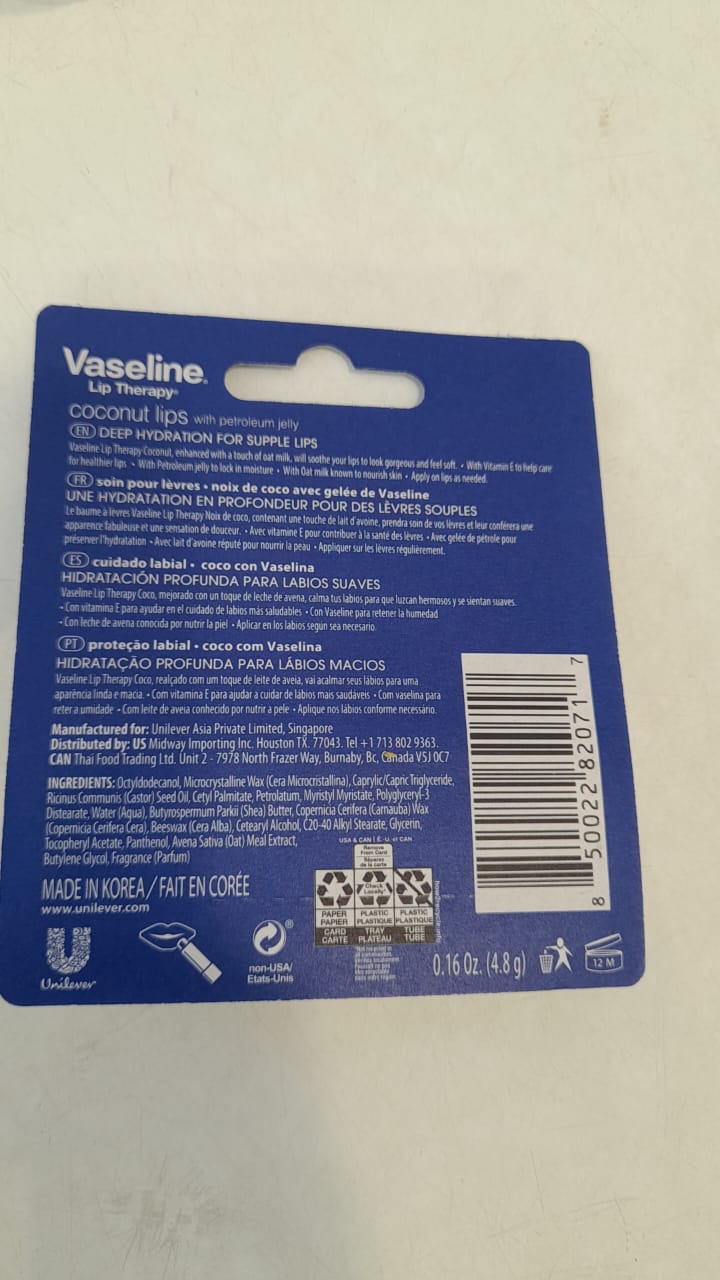 Vaseline®
Lip Therapy®
coconut lips with petroleum jelly
EN DEEP HYDRATION FOR SUPPLE LIPS
Vaseline Lip Therapy Coconut, enhanced with a touch of oat milk, will soothe your lips to look gorgeous and feel soft. • With Vitamin E to help care
for healthier lips • With Petroleum jelly to lock in moisture • With Oat milk known to nourish skin • Apply on lips as needed.
FR soin pour lèvres • noix de coco avec gelée de Vaseline
UNE HYDRATATION EN PROFONDEUR POUR DES LÈVRES SOUPLES
Le baume à lèvres Vaseline Lip Therapy Noix de coco, contenant une touche de lait d'avoine, prendra soin de vos lèvres et leur conférera une
apparence fabuleuse et une sensation de douceur. • Avec vitamine E pour contribuer à la santé des lèvres • Avec gelée de pétrole pour
préserver l'hydratation • Avec lait d'avoine réputé pour nourrir la peau • Appliquer sur les lèvres régulièrement.
ES cuidado labial • coco con Vaselina
HIDRATACIÓN PROFUNDA PARA LABIOS SUAVES
Vaseline Lip Therapy Coco, mejorado con un toque de leche de avena, calma tus labios para que luzcan hermosos y se sientan suaves.
• Con vitamina E para ayudar en el cuidado de labios más saludables • Con Vaseline para retener la humedad
• Con leche de avena conocida por nutrir la piel • Aplicar en los labios según sea necesario.
PT proteção labial • coco com Vaselina
HIDRATAÇÃO PROFUNDA PARA LÁBIOS MACIOS
Vaseline Lip Therapy Coco, realçado com um toque de leite de aveia, vai acalmar seus lábios para uma
aparência linda e macia. • Com vitamina E para ajudar a cuidar de lábios mais saudáveis • Com vaselina para
reter a umidade • Com leite de aveia conhecido por nutrir a pele • Aplique nos lábios conforme necessário.
Manufactured for: Unilever Asia Private Limited, Singapore
Distributed by: US Midway Importing Inc. Houston TX. 77043. Tel +1 713 802 9363.
CAN Thai Food Trading Ltd. Unit 2 - 7978 North Frazer Way, Burnaby, Bc, Canada V5J 0C7
INGREDIENTS: Octyldodecanol, Microcrystalline Wax (Cera Microcristallina), Caprylic/Capric Triglyceride,
Ricinus Communis (Castor) Seed Oil, Cetyl Palmitate, Petrolatum, Myristyl Myristate, Polyglyceryl-3
Distearate, Water (Aqua), Butyrospermum Parkii (Shea) Butter, Copernicia Cerifera (Carnauba) Wax
(Copernicia Cerifera Cera), Beeswax (Cera Alba), Cetearyl Alcohol, C20-40 Alkyl Stearate, Glycerin,
Tocopheryl Acetate, Panthenol, Avena Sativa (Oat) Meal Extract,
Butylene Glycol, Fragrance (Parfum)
MADE IN KOREA / FAIT EN CORÉE
www.unilever.com
Unilever
non-USA/
Etats-Unis
USA & CAN | É.-U. et CAN
Remove
From Card
Séparez
de la carte
Check
Locally*
PAPER
PAPIER
PLASTIC
PLASTIQUE
PLASTIC
PLASTIQUE
CARD
CARTE
TRAY
PLATEAU
TUBE
TUBE
how2recycle.info
0.16 Oz. (4.8 g)
12 M
8 50022 82071 7